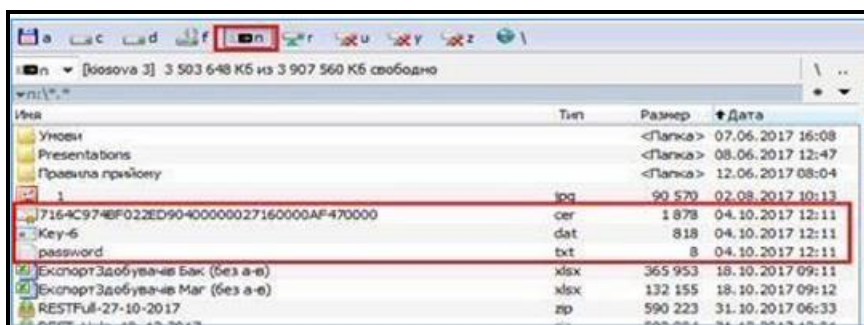 a c d f n r u y z \
n [kiosova 3] 3 503 648 Кб из 3 907 560 Кб свободно \ ..
n:\*.* * 
Имя Тип Размер Дата
Умови <Папка> 07.06.2017 16:08
Presentations <Папка> 08.06.2017 12:47
Правила прийому <Папка> 12.06.2017 08:04
1 jpg 90 570 02.08.2017 10:13
7164C974BF022ED90400000027160000AF470000 cer 1 878 04.10.2017 12:11
Key-6 dat 818 04.10.2017 12:11
password txt 8 04.10.2017 12:11
ЕкспортЗдобувачів Бак (без а-в) xlsx 365 953 18.10.2017 09:11
ЕкспортЗдобувачів Маг (без а-в) xlsx 132 155 18.10.2017 09:12
RESTFull-27-10-2017 zip 590 223 31.10.2017 06:33